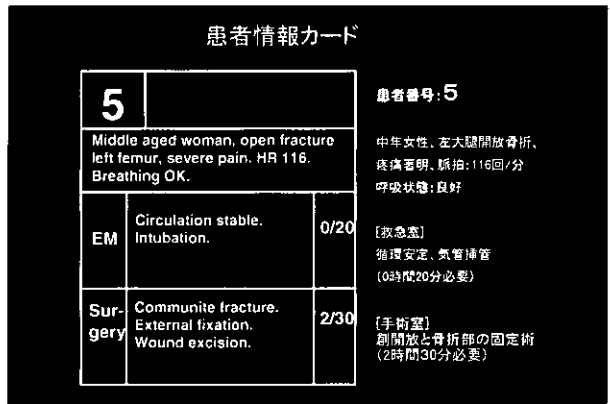 患者情報カード
5
Middle aged woman, open fracture
left femur, severe pain. HR 116.
Breathing OK.
EM
Circulation stable.
Intubation.
0/20
Sur-
gery
Communite fracture.
External fixation.
Wound excision.
2/30
患者番号:5
中年女性、左大腿開放骨折、
疼痛著明、脈拍:116回/分
呼吸状態:良好
[救急室]
循環安定、気管挿管
(0時間20分必要)
[手術室]
創開放と骨折部の固定術
(2時間30分必要)